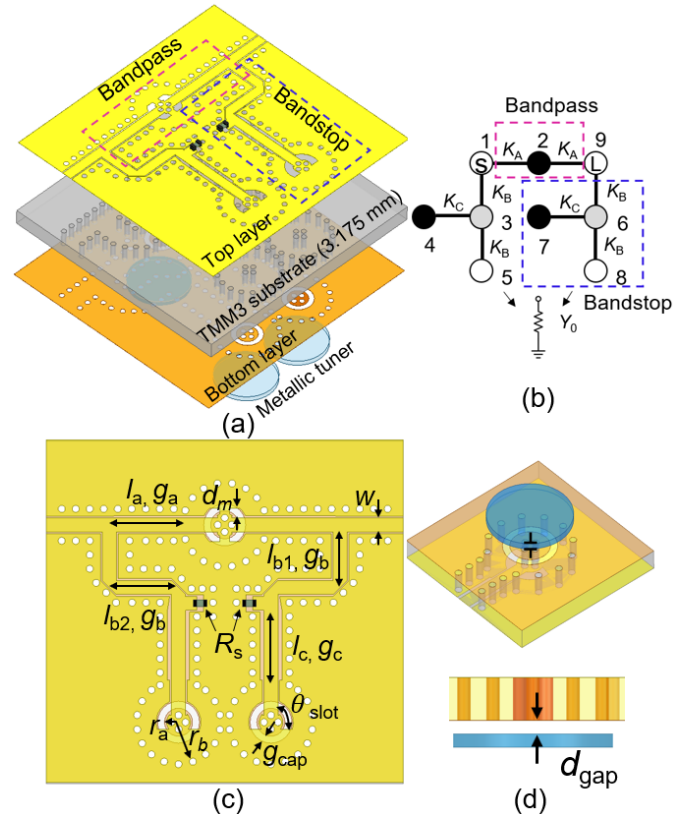 Bandpass
Bandstop
Top layer
TMM3 substrate (3.175 mm)
Bottom layer
Metallic tuner
(a)
Bandpass
1 2 9
S K_A K_A L
K_B K_B
K_C K_C
4 3 7 6
K_B K_B
5 8
Bandstop
Y_0
(b)
l_a, g_a d_m w
l_b1, g_b
l_b2, g_b
R_s l_c, g_c
θ_slot
r_a r_b
g_cap
(c)
d_gap
(d)